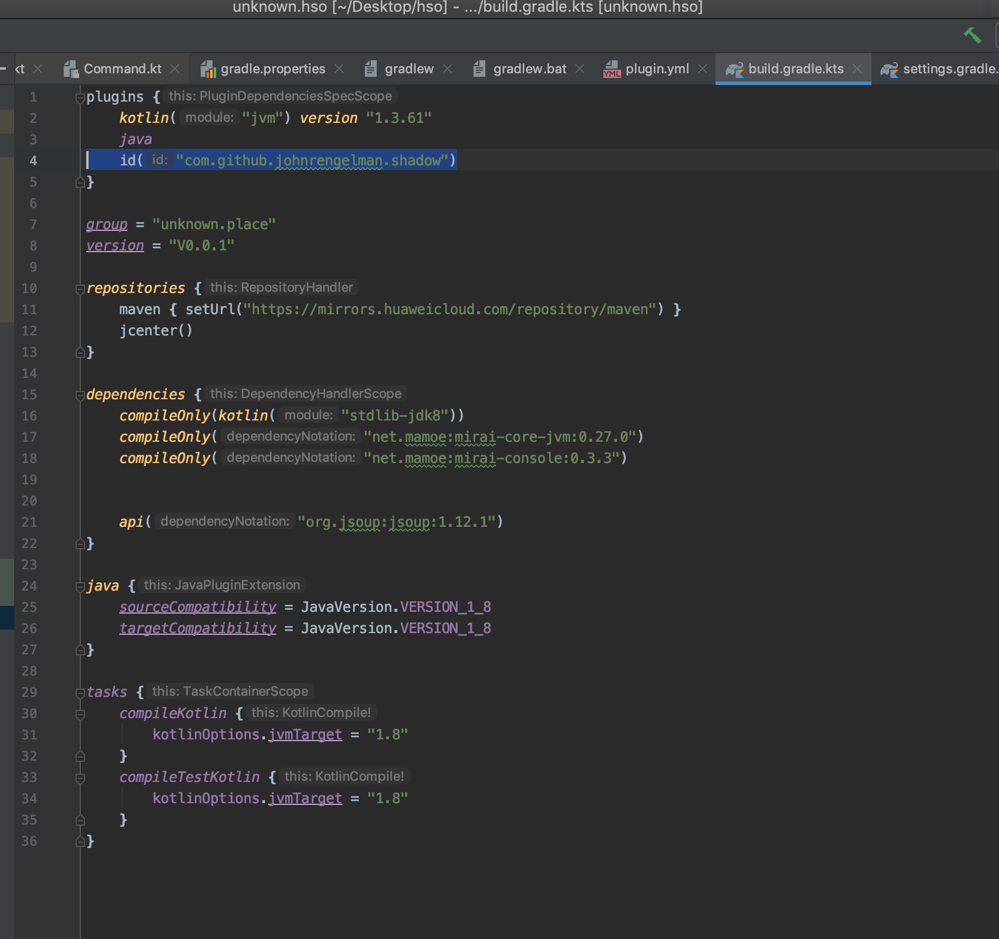 unknown.hso [~/Desktop/hso] - .../build.gradle.kts [unknown.hso]
kt Command.kt gradle.properties gradlew gradlew.bat plugin.yml build.gradle.kts settings.gradle.
1 plugins { this: PluginDependenciesSpecScope
2 kotlin( module: "jvm") version "1.3.61"
3 java
4 id( id: "com.github.johnrengelman.shadow")
5 }
6
7 group = "unknown.place"
8 version = "V0.0.1"
9
10 repositories { this: RepositoryHandler
11 maven { setUrl("https://mirrors.huaweicloud.com/repository/maven") }
12 jcenter()
13 }
14
15 dependencies { this: DependencyHandlerScope
16 compileOnly(kotlin( module: "stdlib-jdk8"))
17 compileOnly( dependencyNotation: "net.mamoe:mirai-core-jvm:0.27.0")
18 compileOnly( dependencyNotation: "net.mamoe:mirai-console:0.3.3")
19
20
21 api( dependencyNotation: "org.jsoup:jsoup:1.12.1")
22 }
23
24 java { this: JavaPluginExtension
25 sourceCompatibility = JavaVersion.VERSION_1_8
26 targetCompatibility = JavaVersion.VERSION_1_8
27 }
28
29 tasks { this: TaskContainerScope
30 compileKotlin { this: KotlinCompile!
31 kotlinOptions.jvmTarget = "1.8"
32 }
33 compileTestKotlin { this: KotlinCompile!
34 kotlinOptions.jvmTarget = "1.8"
35 }
36 }